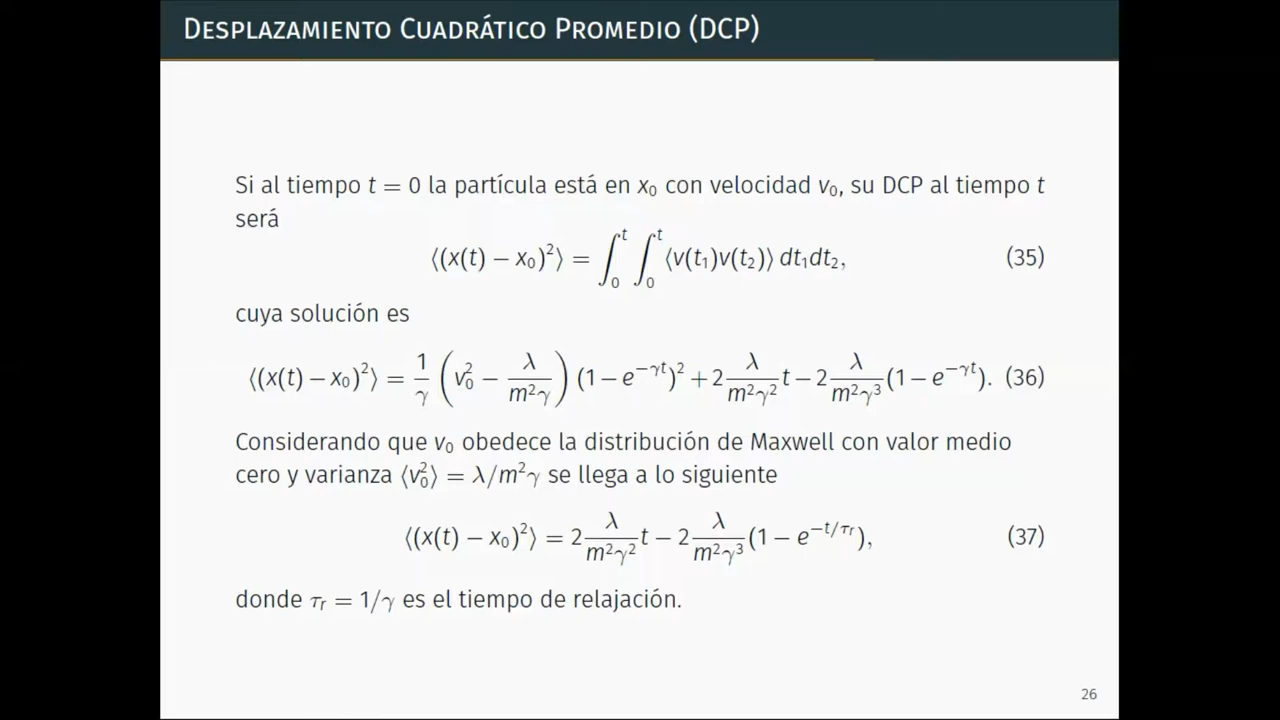 Desplazamiento Cuadrático Promedio (DCP)
Si al tiempo t = 0 la partícula está en x₀ con velocidad v₀, su DCP al tiempo t
será
⟨(x(t) − x₀)²⟩ = ∫₀ᵗ ∫₀ᵗ ⟨v(t₁)v(t₂)⟩ dt₁dt₂, (35)
cuya solución es
⟨(x(t) − x₀)²⟩ = 1/γ (v₀² − λ/m²γ) (1 − e^{−γt})² + 2 λ/m²γ² t − 2 λ/m²γ³ (1 − e^{−γt}). (36)
Considerando que v₀ obedece la distribución de Maxwell con valor medio
cero y varianza ⟨v₀²⟩ = λ/m²γ se llega a lo siguiente
⟨(x(t) − x₀)²⟩ = 2 λ/m²γ² t − 2 λ/m²γ³ (1 − e^{−t/τᵣ}), (37)
donde τᵣ = 1/γ es el tiempo de relajación.
26